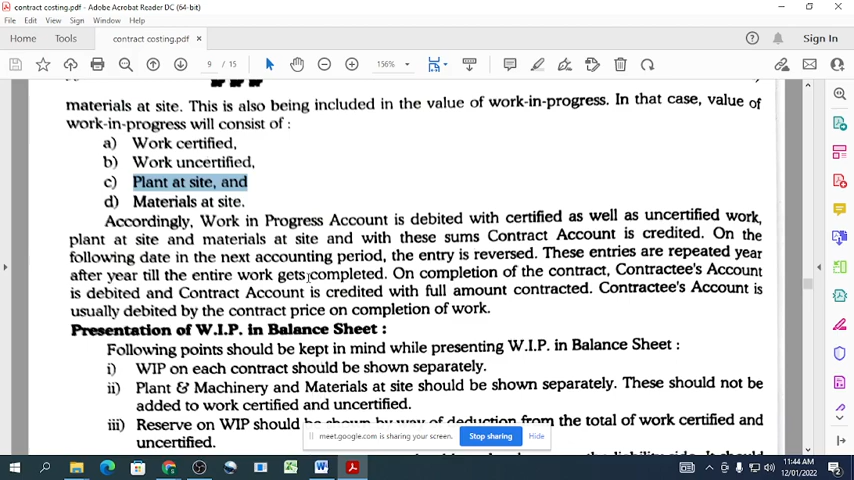 contract costing.pdf - Adobe Acrobat Reader DC (64-bit)
File Edit View Sign Window Help
Home Tools contract costing.pdf × Sign In
9 / 15 156%
materials at site. This is also being included in the value of work-in-progress. In that case, value of
work-in-progress will consist of :
a) Work certified,
b) Work uncertified,
c) Plant at site, and
d) Materials at site.
Accordingly, Work in Progress Account is debited with certified as well as uncertified work,
plant at site and materials at site and with these sums Contract Account is credited. On the
following date in the next accounting period, the entry is reversed. These entries are repeated year
after year till the entire work gets completed. On completion of the contract, Contractee's Account
is debited and Contract Account is credited with full amount contracted. Contractee's Account is
usually debited by the contract price on completion of work.
Presentation of W.I.P. in Balance Sheet :
Following points should be kept in mind while presenting W.I.P. in Balance Sheet :
i) WIP on each contract should be shown separately.
ii) Plant & Machinery and Materials at site should be shown separately. These should not be
added to work certified and uncertified.
iii) Reserve on WIP should be shown by way of deduction from the total of work certified and
uncertified.
meet.google.com is sharing your screen. Stop sharing Hide
11:44 AM
12/01/2022